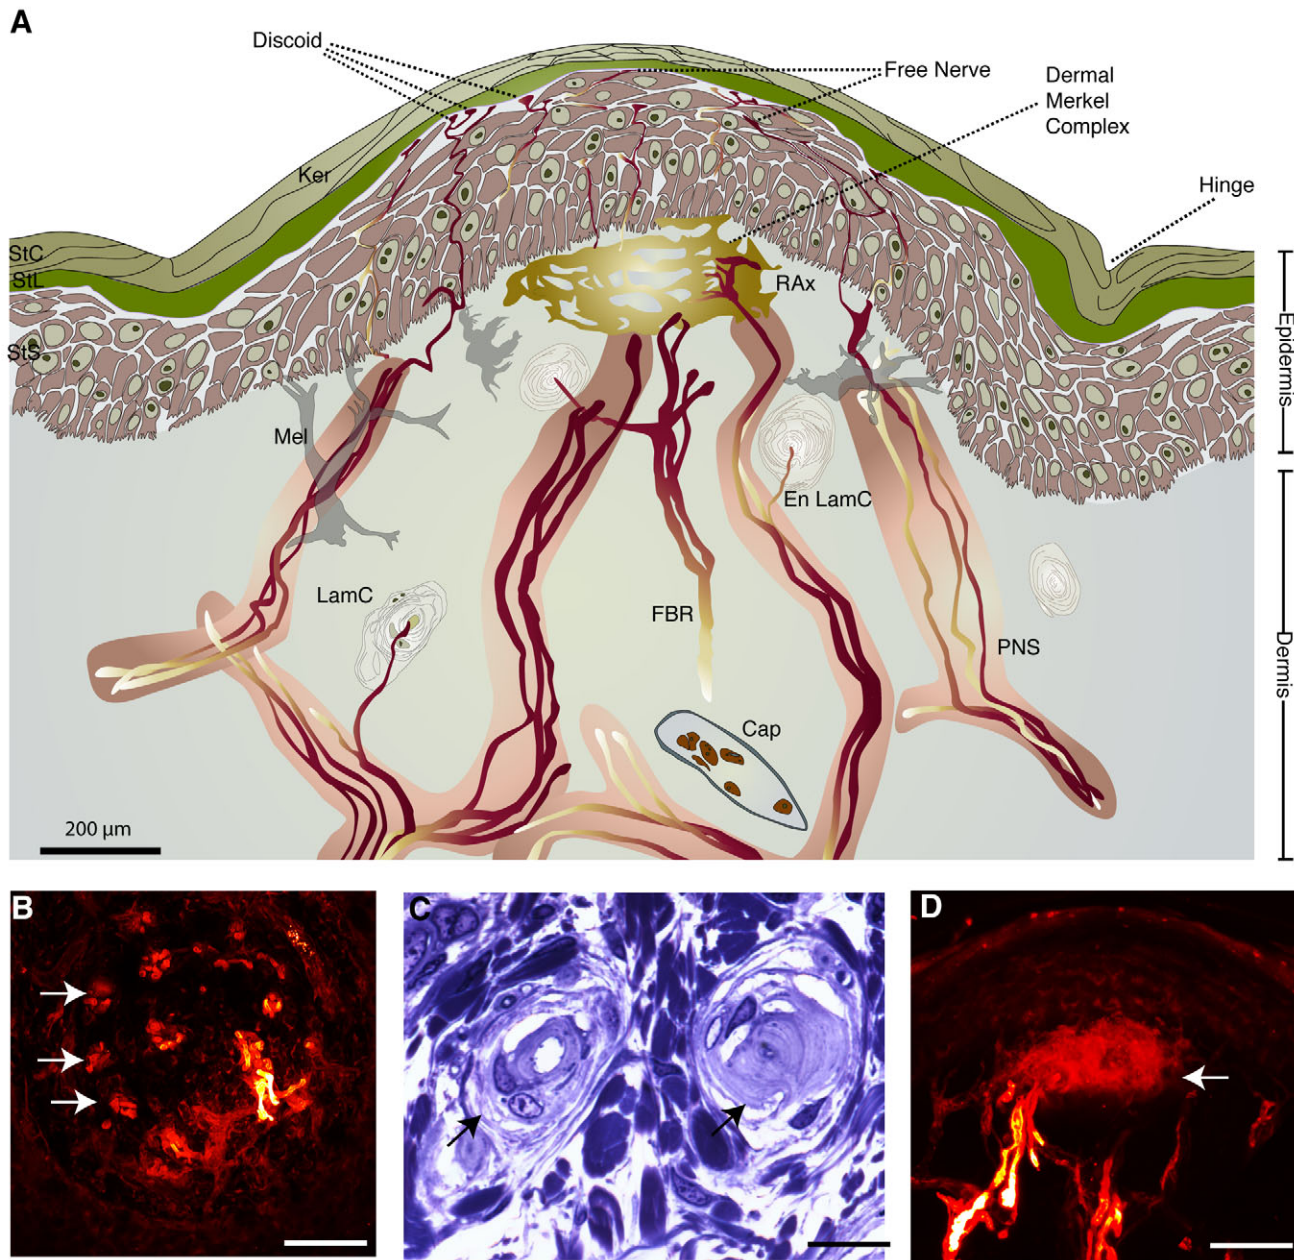 A
Discoid
Free Nerve
Dermal
Merkel
Complex
Ker
Hinge
StC
StL
RAx
StS
Epidermis
Mel
En LamC
LamC
FBR
PNS
Dermis
Cap
200 µm
B
C
D